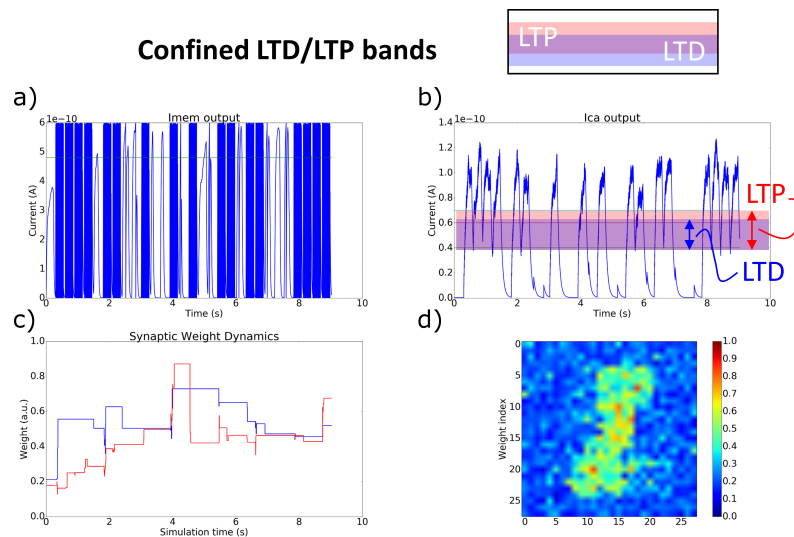 Confined LTD/LTP bands
LTP
LTD
a)
1e−10
Imem output
Current (A)
6
5
4
3
2
1
0
0 2 4 6 8 10
Time (s)
b)
1e−10
Ica output
Current (A)
1.4
1.2
1.0
0.8
0.6
0.4
0.2
0.0
0 2 4 6 8 10
Time (s)
LTP
LTD
c)
Synaptic Weight Dynamics
Weight (a.u.)
1.0
0.8
0.6
0.4
0.2
0.0
0 2 4 6 8 10
Simulation time (s)
d)
Weight index
0
5
10
15
20
25
0 5 10 15 20 25
1.0
0.9
0.8
0.7
0.6
0.5
0.4
0.3
0.2
0.1
0.0